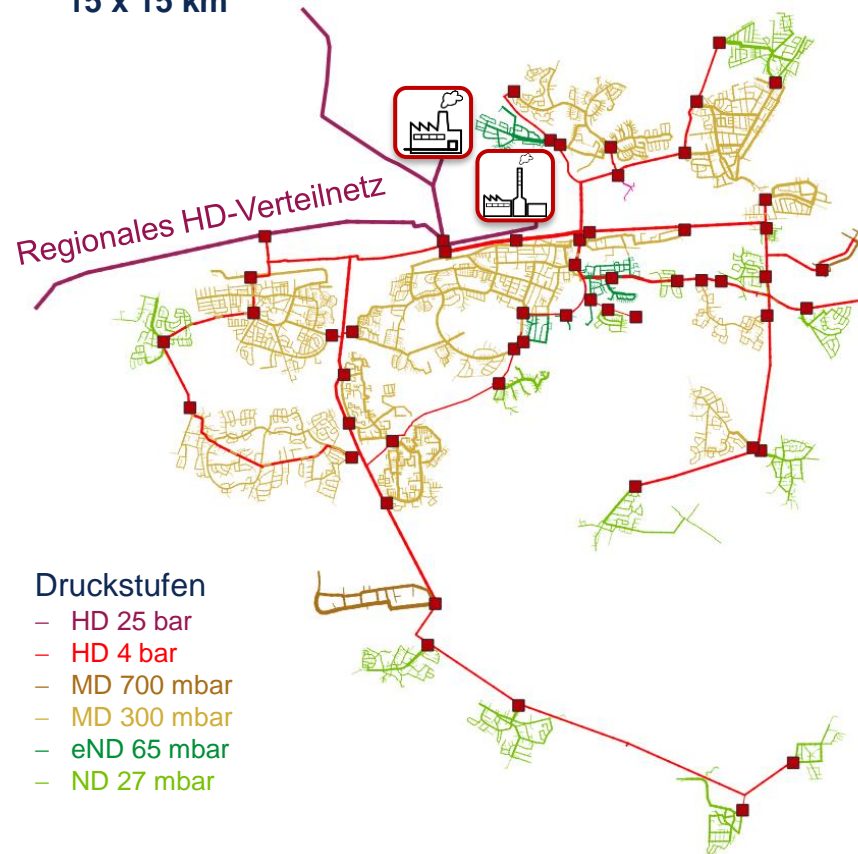 15 x 15 km
Regionales HD-Verteilnetz
Druckstufen
– HD 25 bar
– HD 4 bar
– MD 700 mbar
– MD 300 mbar
– eND 65 mbar
– ND 27 mbar